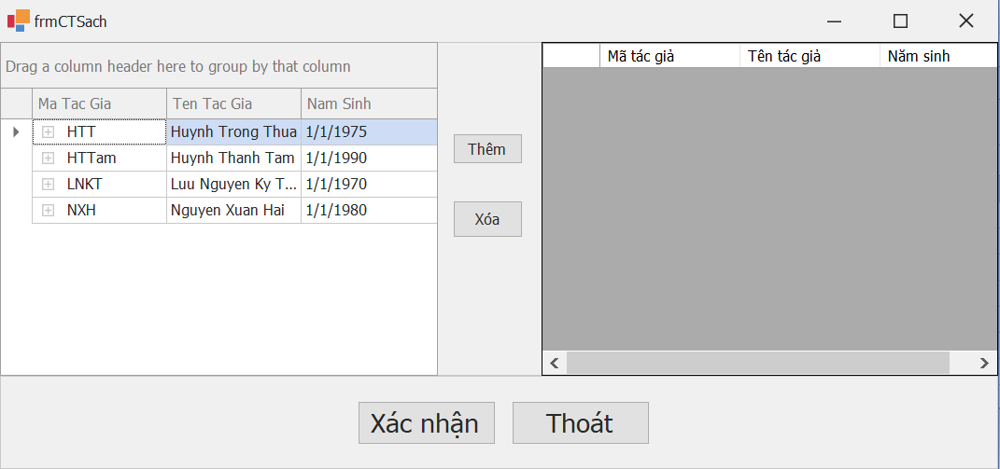 frmCTSach
Drag a column header here to group by that column
Ma Tac Gia Ten Tac Gia Nam Sinh
HTT Huynh Trong Thua 1/1/1975
HTTam Huynh Thanh Tam 1/1/1990
LNKT Luu Nguyen Ky T... 1/1/1970
NXH Nguyen Xuan Hai 1/1/1980
Thêm
Xóa
Mã tác giả Tên tác giả Năm sinh
Xác nhận Thoát